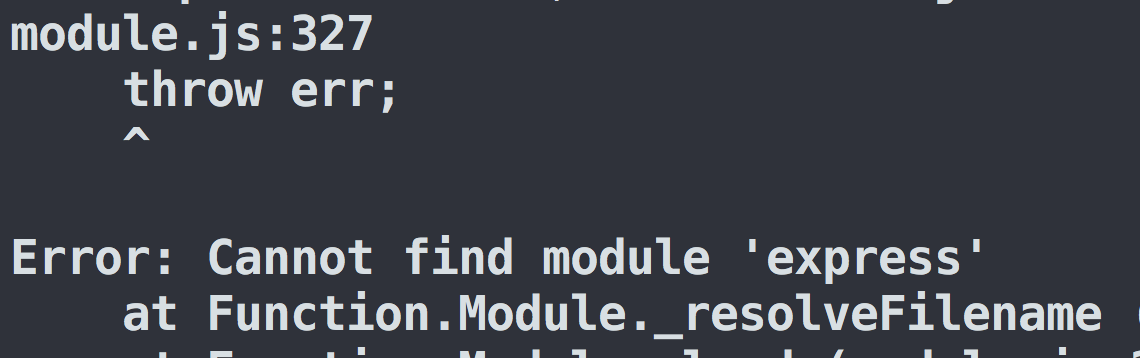 module.js:327
    throw err;
    ^
Error: Cannot find module 'express'
    at Function.Module._resolveFilename